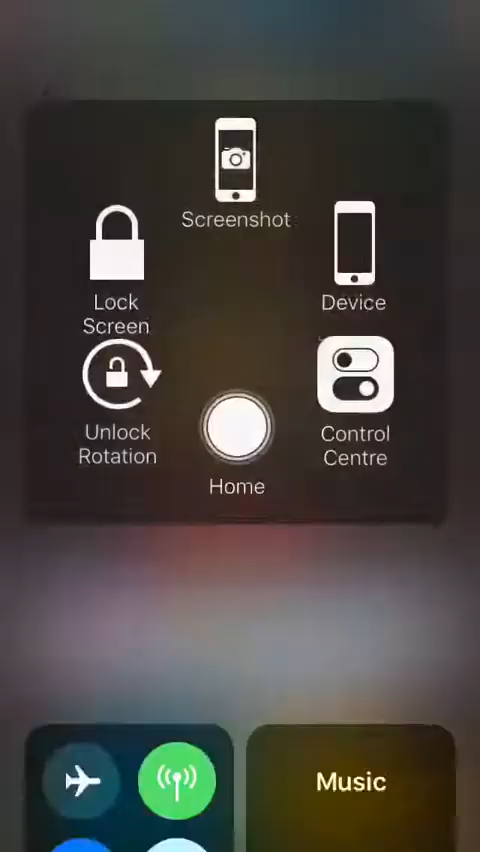 Screenshot
Lock
Screen
Device
Unlock
Rotation
Control
Centre
Home
Music